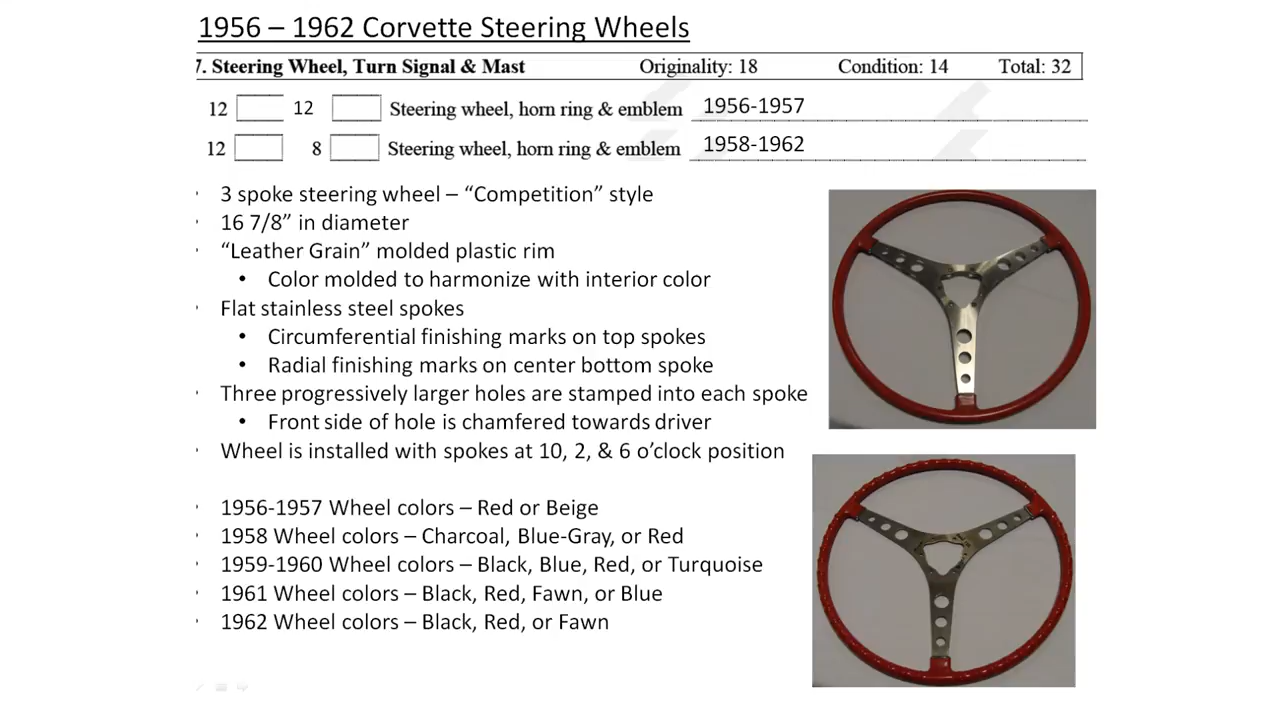 1956 – 1962 Corvette Steering Wheels
7. Steering Wheel, Turn Signal & Mast Originality: 18 Condition: 14 Total: 32
12 12 Steering wheel, horn ring & emblem 1956-1957
12 8 Steering wheel, horn ring & emblem 1958-1962
3 spoke steering wheel – “Competition” style
16 7/8” in diameter
“Leather Grain” molded plastic rim
• Color molded to harmonize with interior color
Flat stainless steel spokes
• Circumferential finishing marks on top spokes
• Radial finishing marks on center bottom spoke
Three progressively larger holes are stamped into each spoke
• Front side of hole is chamfered towards driver
Wheel is installed with spokes at 10, 2, & 6 o’clock position
1956-1957 Wheel colors – Red or Beige
1958 Wheel colors – Charcoal, Blue-Gray, or Red
1959-1960 Wheel colors – Black, Blue, Red, or Turquoise
1961 Wheel colors – Black, Red, Fawn, or Blue
1962 Wheel colors – Black, Red, or Fawn